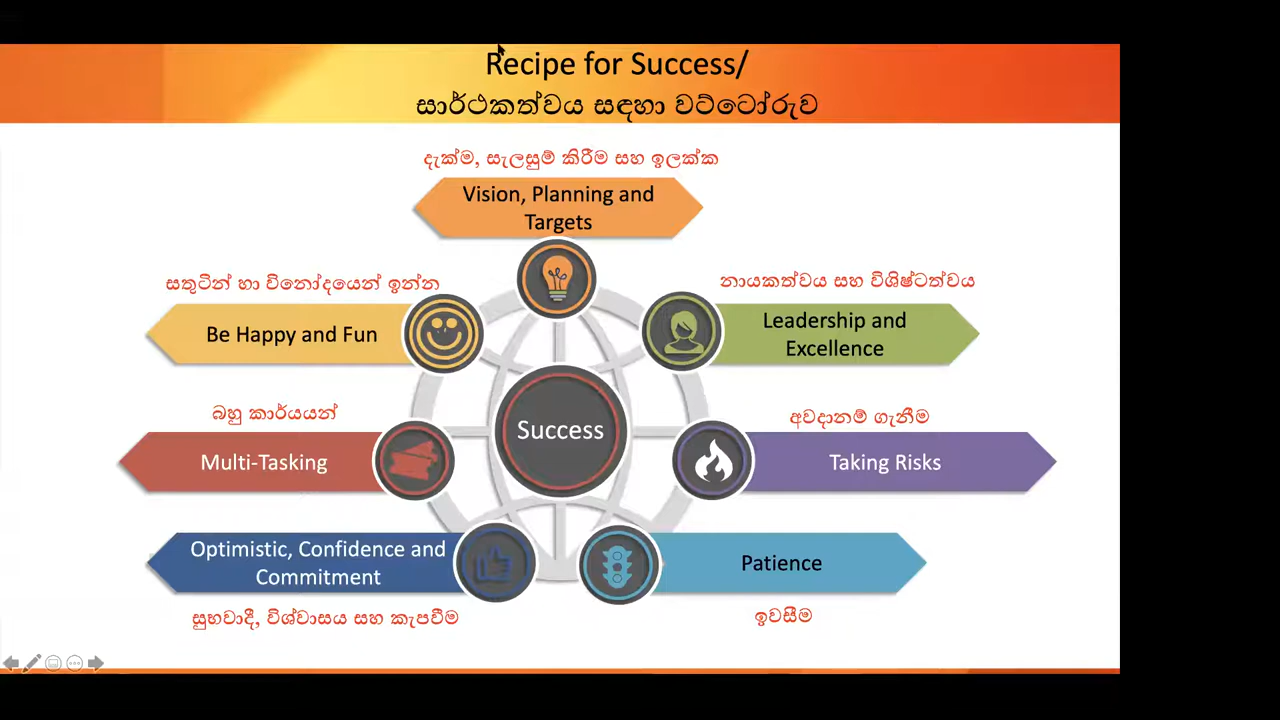 Recipe for Success/
සාර්ථකත්වය සඳහා වට්ටෝරුව
දැක්ම, සැලසුම් කිරීම සහ ඉලක්ක
Vision, Planning and
Targets
සතුටින් හා විනෝදයෙන් ඉන්න
Be Happy and Fun
නායකත්වය සහ විශිෂ්ටත්වය
Leadership and
Excellence
බහු කාර්යයන්
Multi-Tasking
Success
අවදානම් ගැනීම
Taking Risks
Optimistic, Confidence and
Commitment
සුභවාදී, විශ්වාසය සහ කැපවීම
Patience
ඉවසීම